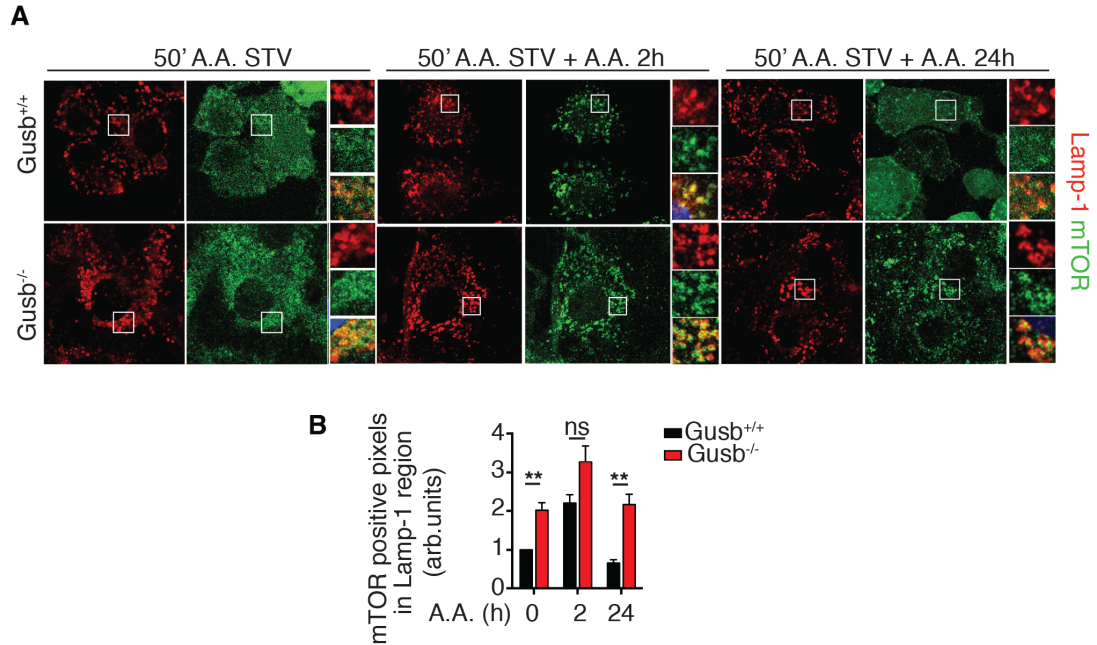 A
50’ A.A. STV
50’ A.A. STV + A.A. 2h
50’ A.A. STV + A.A. 24h
Gusb+/+
Gusb-/-
Lamp-1 mTOR
B
mTOR positive pixels
in Lamp-1 region
(arb.units)
4
3
2
1
0
**
ns
**
A.A. (h) 0 2 24
Gusb+/+
Gusb-/-